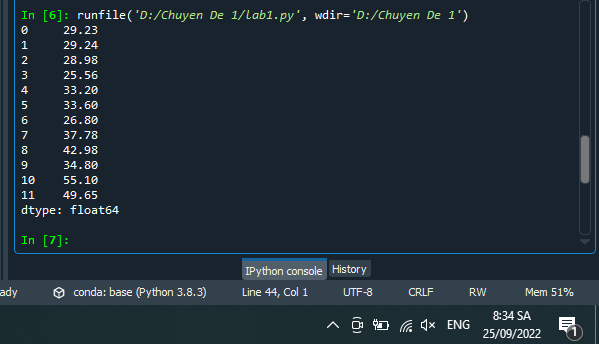 In [6]: runfile('D:/Chuyen De 1/lab1.py', wdir='D:/Chuyen De 1')
0 29.23
1 29.24
2 28.98
3 25.56
4 33.20
5 33.60
6 26.80
7 37.78
8 42.98
9 34.80
10 55.10
11 49.65
dtype: float64
In [7]:
IPython console History
ady conda: base (Python 3.8.3) Line 44, Col 1 UTF-8 CRLF RW Mem 51%
ENG 8:34 SA
25/09/2022 1